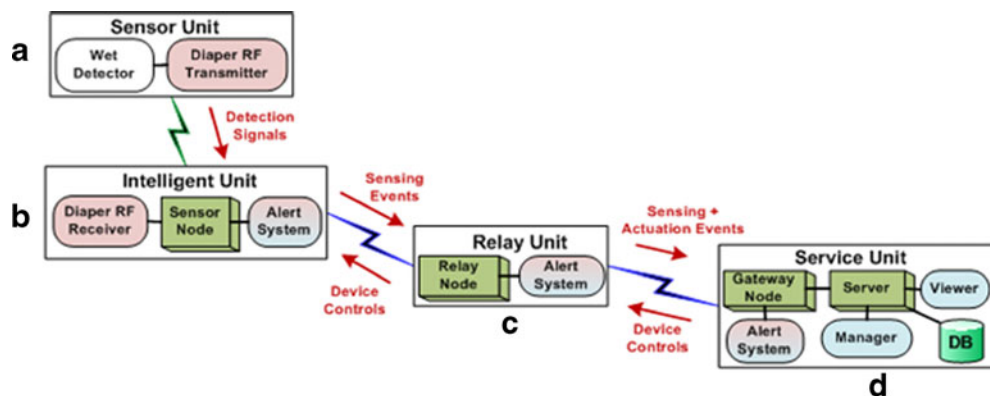 a
Sensor Unit
Wet
Detector
Diaper RF
Transmitter
Detection
Signals
b
Intelligent Unit
Diaper RF
Receiver
Sensor
Node
Alert
System
Sensing
Events
Device
Controls
Relay Unit
Relay
Node
Alert
System
c
Sensing +
Actuation Events
Device
Controls
Service Unit
Gateway
Node
Server
Viewer
Alert
System
Manager
DB
d